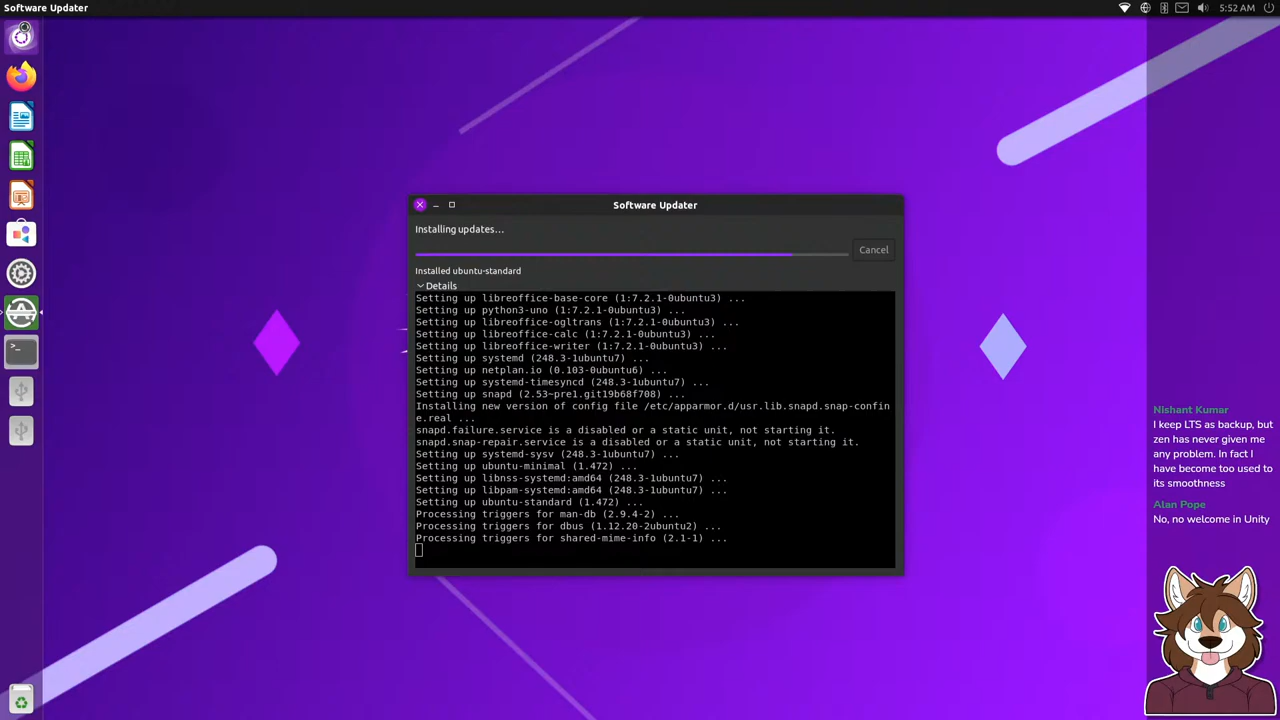 Software Updater
5:52 AM
Software Updater
Installing updates...
Cancel
Installed ubuntu-standard
Details
Setting up libreoffice-base-core (1:7.2.1-0ubuntu3) ...
Setting up python3-uno (1:7.2.1-0ubuntu3) ...
Setting up libreoffice-ogltrans (1:7.2.1-0ubuntu3) ...
Setting up libreoffice-calc (1:7.2.1-0ubuntu3) ...
Setting up libreoffice-writer (1:7.2.1-0ubuntu3) ...
Setting up systemd (248.3-1ubuntu7) ...
Setting up netplan.io (0.103-0ubuntu6) ...
Setting up systemd-timesyncd (248.3-1ubuntu7) ...
Setting up snapd (2.53~pre1.git19b68f708) ...
Installing new version of config file /etc/apparmor.d/usr.lib.snapd.snap-confin
e.real ...
snapd.failure.service is a disabled or a static unit, not starting it.
snapd.snap-repair.service is a disabled or a static unit, not starting it.
Setting up systemd-sysv (248.3-1ubuntu7) ...
Setting up ubuntu-minimal (1.472) ...
Setting up libnss-systemd:amd64 (248.3-1ubuntu7) ...
Setting up libpam-systemd:amd64 (248.3-1ubuntu7) ...
Setting up ubuntu-standard (1.472) ...
Processing triggers for man-db (2.9.4-2) ...
Processing triggers for dbus (1.12.20-2ubuntu2) ...
Processing triggers for shared-mime-info (2.1-1) ...
Nishant Kumar
I keep LTS as backup, but
zen has never given me
any problem. In fact I
have become too used to
its smoothness
Alan Pope
No, no welcome in Unity